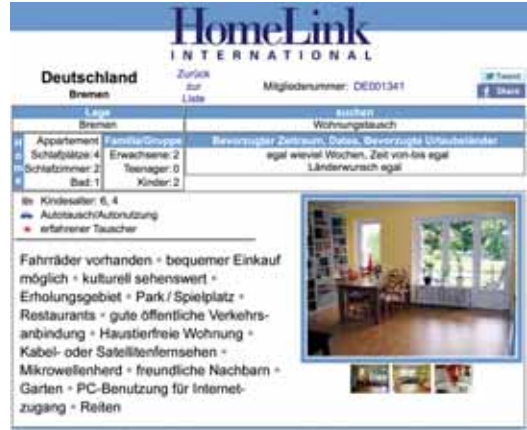 HomeLink
INTERNATIONAL
Deutschland
Bremen
Zurück
zur
Liste
Mitgliedsnummer: DE001341
Tweet
Share
Lage
suchen
Bremen
Wohnungstausch
Home
Appartement
Schlafplätze: 4
Schlafzimmer: 2
Bad: 1
Familie/Gruppe
Erwachsene: 2
Teenager: 0
Kinder: 2
Bevorzugter Zeitraum, Dates, Bevorzugte Urlaubsländer
egal wieviel Wochen, Zeit von-bis egal
Länderwunsch egal
Kindesalter: 6, 4
Autotausch/Autonutzung
erfahrener Tauscher
Fahrräder vorhanden • bequemer Einkauf
möglich • kulturell sehenswert •
Erholungsgebiet • Park / Spielplatz •
Restaurants • gute öffentliche Verkehrs-
anbindung • Haustierfreie Wohnung •
Kabel- oder Satellitenfernsehen •
Mikrowellenherd • freundliche Nachbarn •
Garten • PC-Benutzung für Internet-
zugang • Reiten